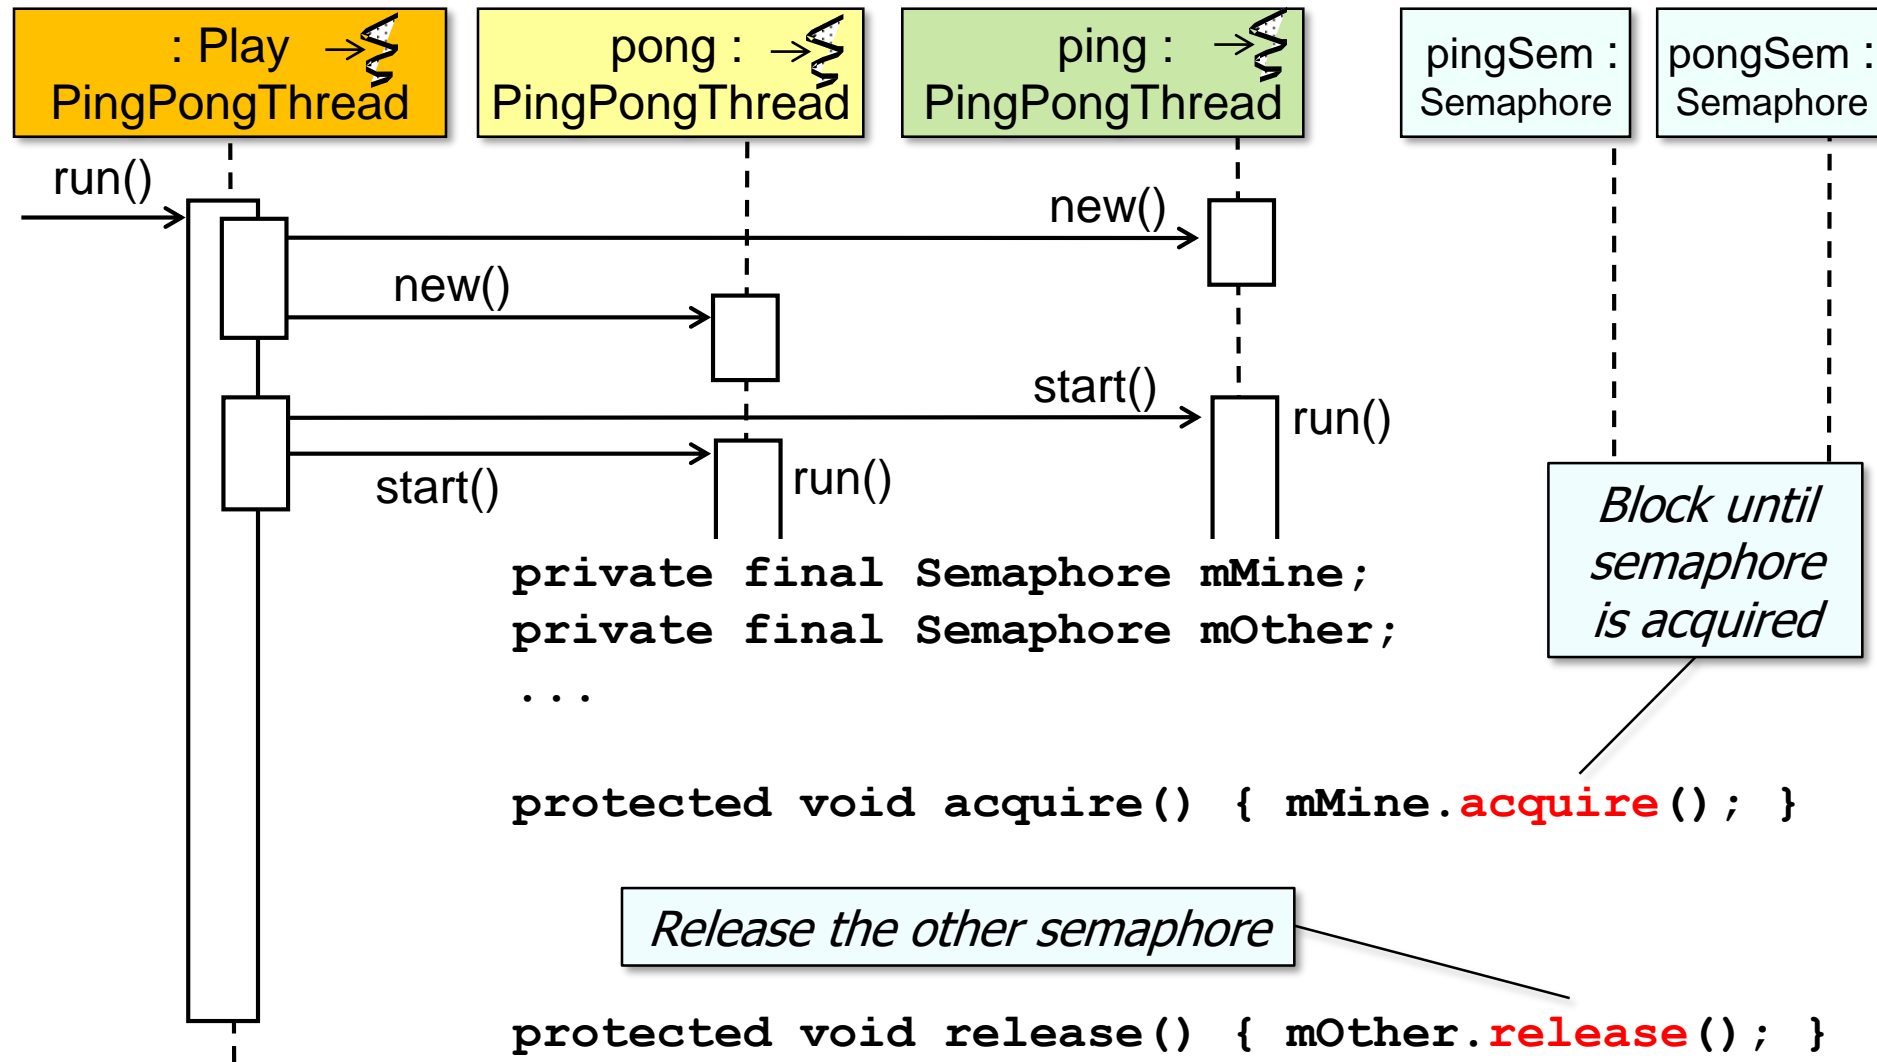 : Play
PingPongThread
pong :
PingPongThread
ping :
PingPongThread
pingSem :
Semaphore
pongSem :
Semaphore
run()
new()
new()
start()
run()
start()
run()
Block until
semaphore
is acquired
private final Semaphore mMine;
private final Semaphore mOther;
...
protected void acquire() { mMine.acquire(); }
Release the other semaphore
protected void release() { mOther.release(); }